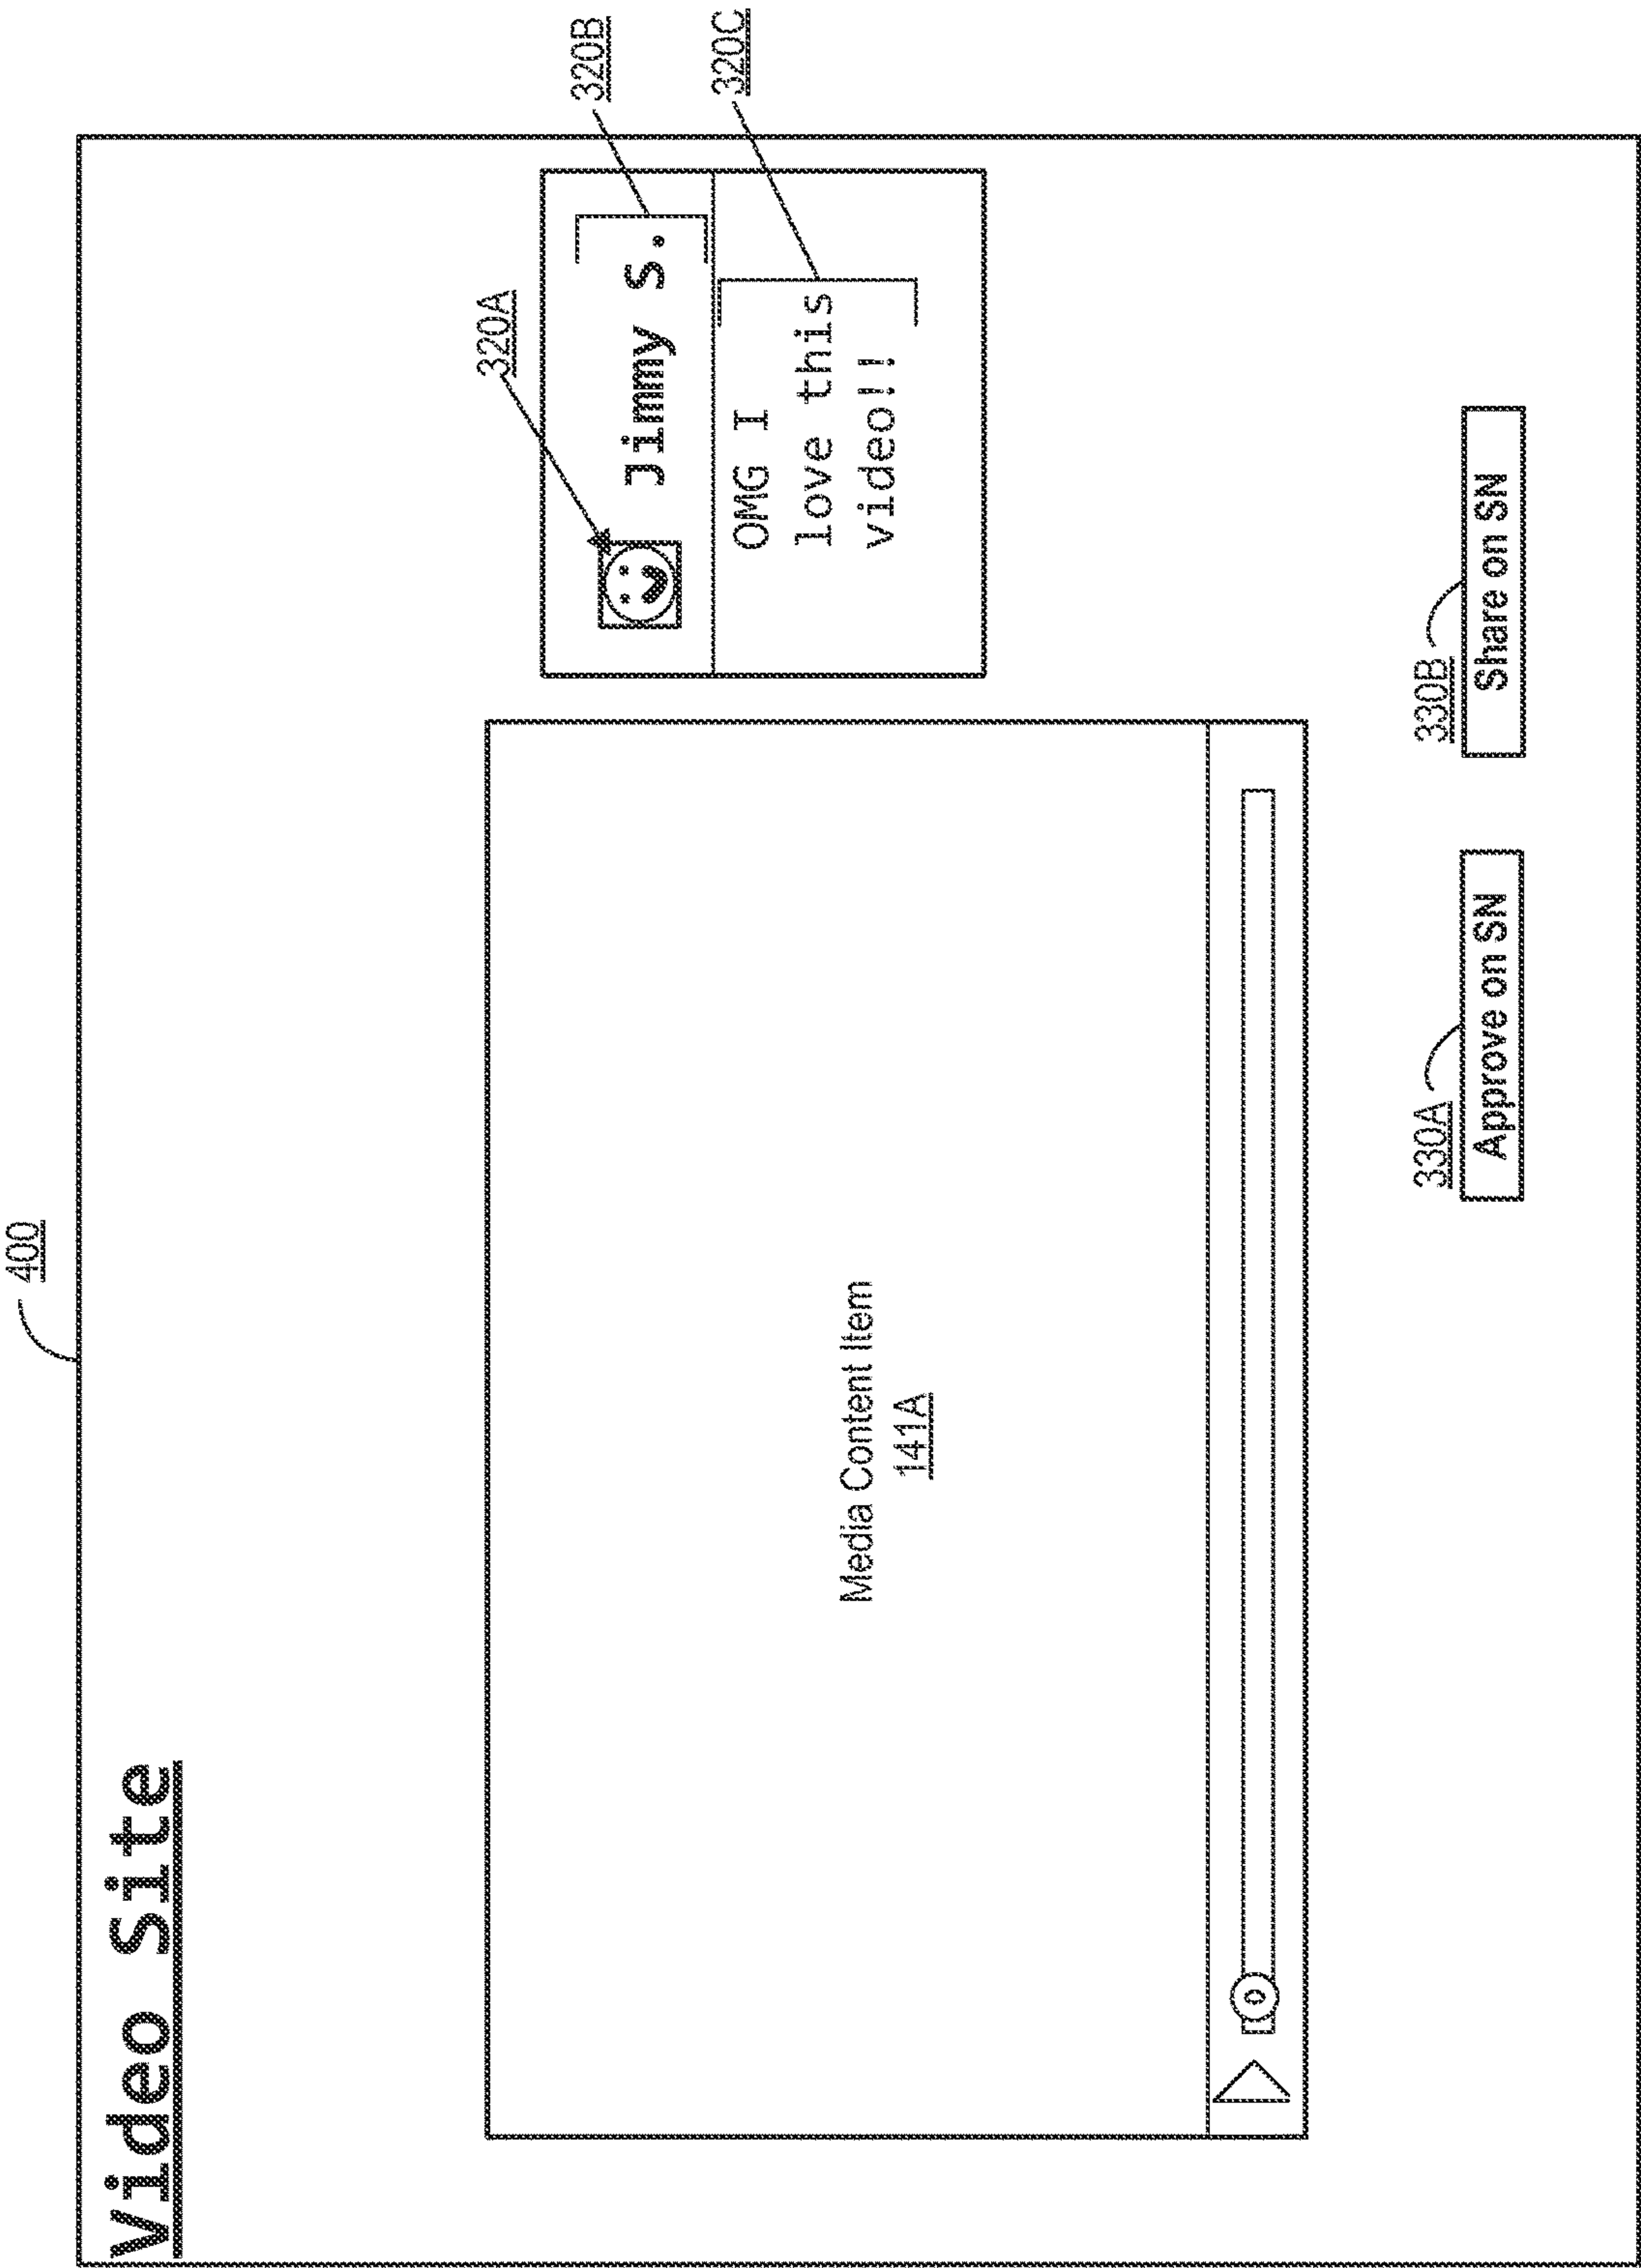 400
Video Site
320A
320B
Jimmy S.
320C
OMG I
love this
video!!
Media Content Item
141A
330A
330B
Approve on SN
Share on SN